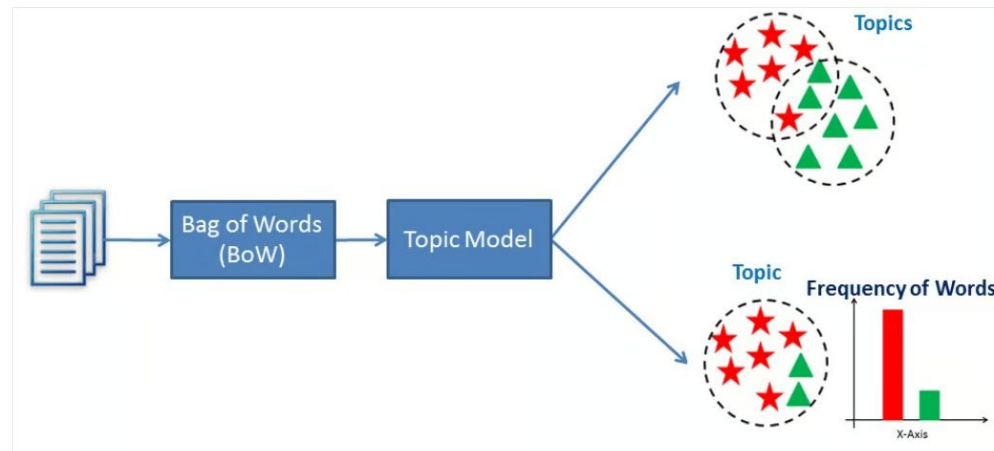 Topics
Bag of Words
(BoW)
Topic Model
Topic
Frequency of Words
X-Axis